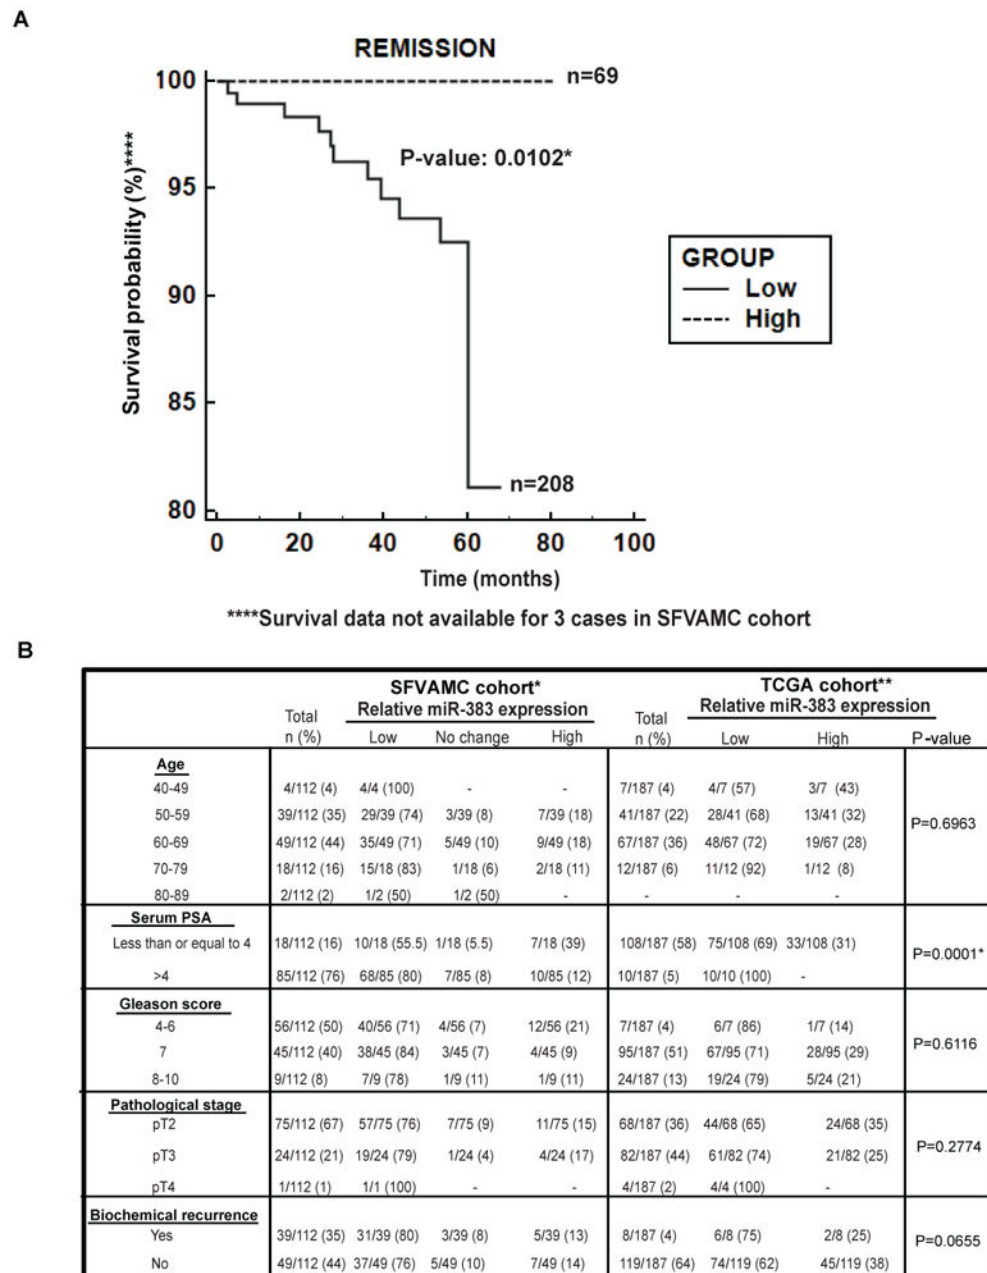 A
REMISSION
100
95
90
85
80
Survival probability (%)****
n=69
P-value: 0.0102*
n=208
GROUP
Low
High
0 20 40 60 80 100
Time (months)
****Survival data not available for 3 cases in SFVAMC cohort
B
SFVAMC cohort* TCGA cohort**
Relative miR-383 expression Relative miR-383 expression
Total Total
n (%) Low No change High n (%) Low High P-value
Age
40-49 4/112 (4) 4/4 (100) - - 7/187 (4) 4/7 (57) 3/7 (43)
50-59 39/112 (35) 29/39 (74) 3/39 (8) 7/39 (18) 41/187 (22) 28/41 (68) 13/41 (32) P=0.6963
60-69 49/112 (44) 35/49 (71) 5/49 (10) 9/49 (18) 67/187 (36) 48/67 (72) 19/67 (28)
70-79 18/112 (16) 15/18 (83) 1/18 (6) 2/18 (11) 12/187 (6) 11/12 (92) 1/12 (8)
80-89 2/112 (2) 1/2 (50) 1/2 (50) - - - -
Serum PSA
Less than or equal to 4 18/112 (16) 10/18 (55.5) 1/18 (5.5) 7/18 (39) 108/187 (58) 75/108 (69) 33/108 (31) P=0.0001*
>4 85/112 (76) 68/85 (80) 7/85 (8) 10/85 (12) 10/187 (5) 10/10 (100) -
Gleason score
4-6 56/112 (50) 40/56 (71) 4/56 (7) 12/56 (21) 7/187 (4) 6/7 (86) 1/7 (14)
7 45/112 (40) 38/45 (84) 3/45 (7) 4/45 (9) 95/187 (51) 67/95 (71) 28/95 (29) P=0.6116
8-10 9/112 (8) 7/9 (78) 1/9 (11) 1/9 (11) 24/187 (13) 19/24 (79) 5/24 (21)
Pathological stage
pT2 75/112 (67) 57/75 (76) 7/75 (9) 11/75 (15) 68/187 (36) 44/68 (65) 24/68 (35)
pT3 24/112 (21) 19/24 (79) 1/24 (4) 4/24 (17) 82/187 (44) 61/82 (74) 21/82 (25) P=0.2774
pT4 1/112 (1) 1/1 (100) - - 4/187 (2) 4/4 (100) -
Biochemical recurrence
Yes 39/112 (35) 31/39 (80) 3/39 (8) 5/39 (13) 8/187 (4) 6/8 (75) 2/8 (25) P=0.0655
No 49/112 (44) 37/49 (76) 5/49 (10) 7/49 (14) 119/187 (64) 74/119 (62) 45/119 (38)